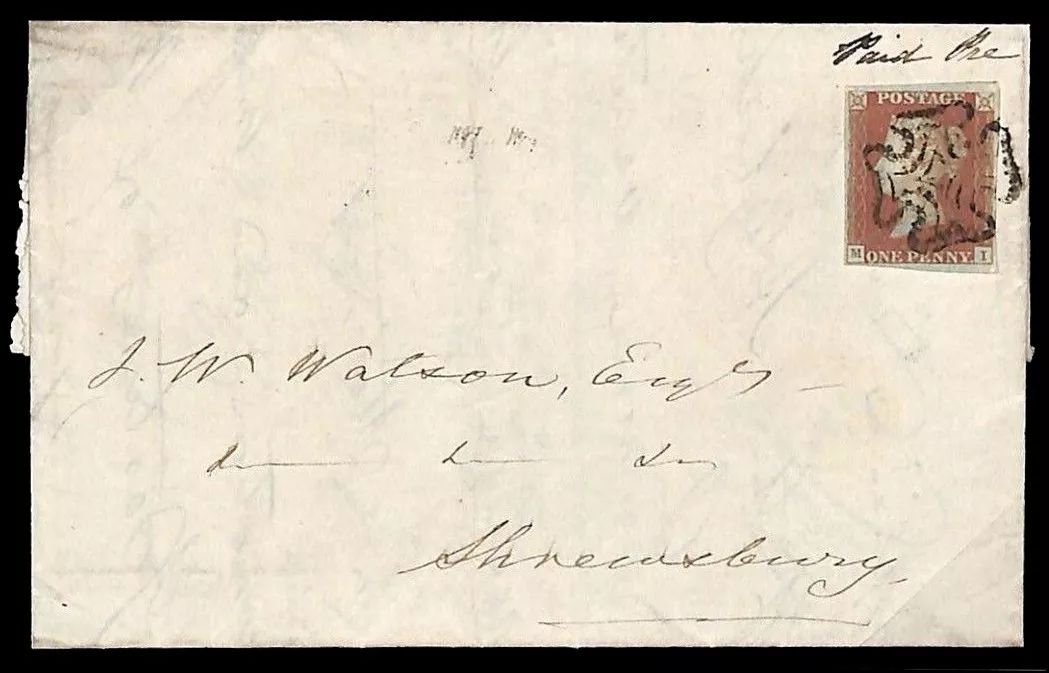 Paid Pre
POSTAGE
M ONE PENNY I
J. W. Watson, Esqr
Shrewsbury